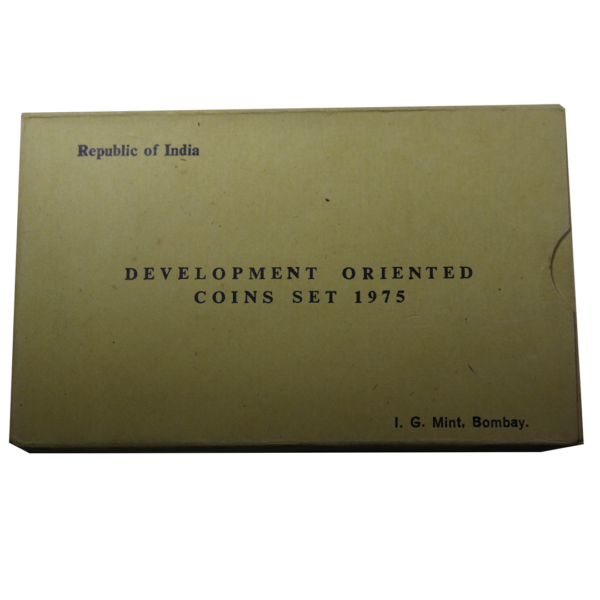 Republic of India
DEVELOPMENT ORIENTED
COINS SET 1975
I. G. Mint, Bombay.